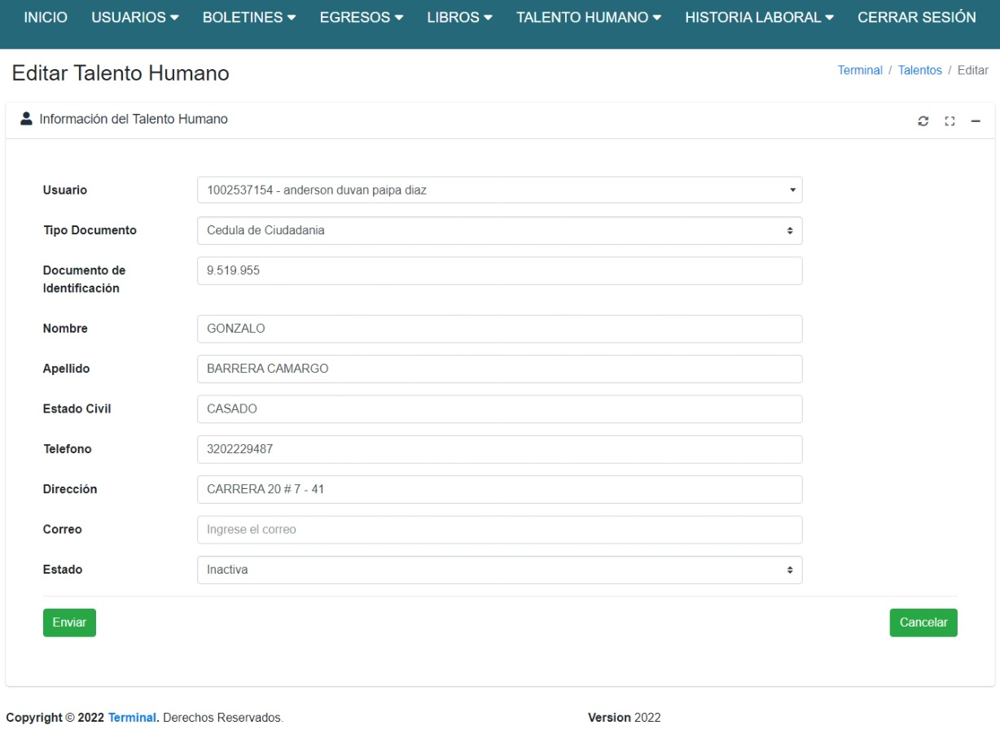 INICIO USUARIOS BOLETINES EGRESOS LIBROS TALENTO HUMANO HISTORIA LABORAL CERRAR SESIÓN
Editar Talento Humano
Terminal / Talentos / Editar
Información del Talento Humano
Usuario 1002537154 - anderson duvan paipa diaz
Tipo Documento Cedula de Ciudadania
Documento de Identificación 9.519.955
Nombre GONZALO
Apellido BARRERA CAMARGO
Estado Civil CASADO
Telefono 3202229487
Dirección CARRERA 20 # 7 - 41
Correo Ingrese el correo
Estado Inactiva
Enviar Cancelar
Copyright © 2022 Terminal. Derechos Reservados. Version 2022